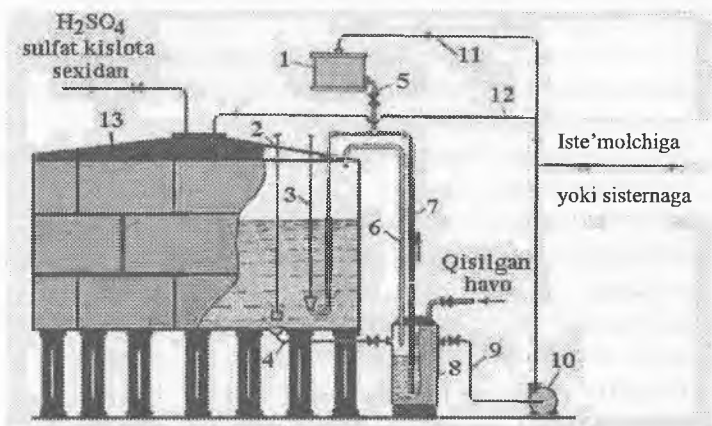 H₂SO₄
sulfat kislota
sexidan
1
11
5
12
13
2
Iste'molchiga
3
yoki sisternaga
6
7
Qisilgan
havo
4
8
9
10